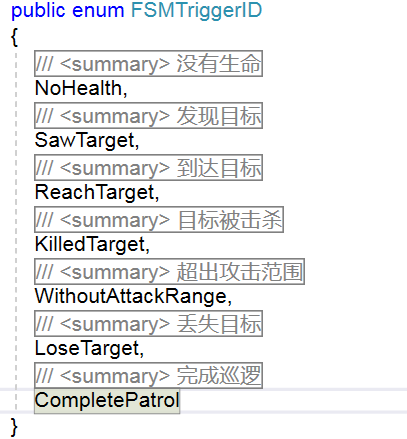 public enum FSMTriggerID
{
/// <summary> 没有生命
NoHealth,
/// <summary> 发现目标
SawTarget,
/// <summary> 到达目标
ReachTarget,
/// <summary> 目标被击杀
KilledTarget,
/// <summary> 超出攻击范围
WithoutAttackRange,
/// <summary> 丢失目标
LoseTarget,
/// <summary> 完成巡逻
CompletePatrol
}